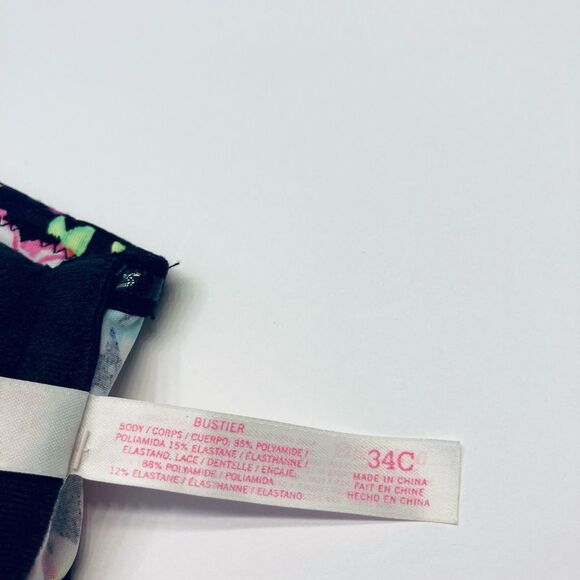 BUSTIER
BODY / CORPS / CUERPO: 85% POLYAMIDE /
POLIAMIDA 15% ELASTANE / ÉLASTHANNE /
ELASTANO. LACE / DENTELLE / ENCAJE.
88% POLYAMIDE / POLIAMIDA
12% ELASTANE / ÉLASTHANNE / ELASTANO.
34C
MADE IN CHINA
FAIT EN CHINE
HECHO EN CHINA